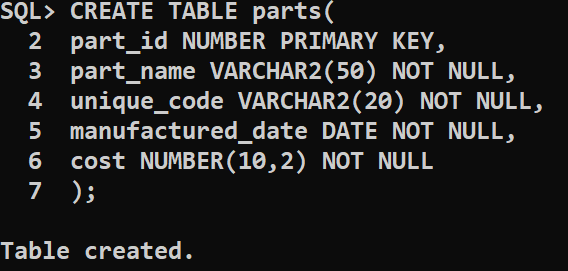 SQL> CREATE TABLE parts(
  2  part_id NUMBER PRIMARY KEY,
  3  part_name VARCHAR2(50) NOT NULL,
  4  unique_code VARCHAR2(20) NOT NULL,
  5  manufactured_date DATE NOT NULL,
  6  cost NUMBER(10,2) NOT NULL
  7  );
Table created.